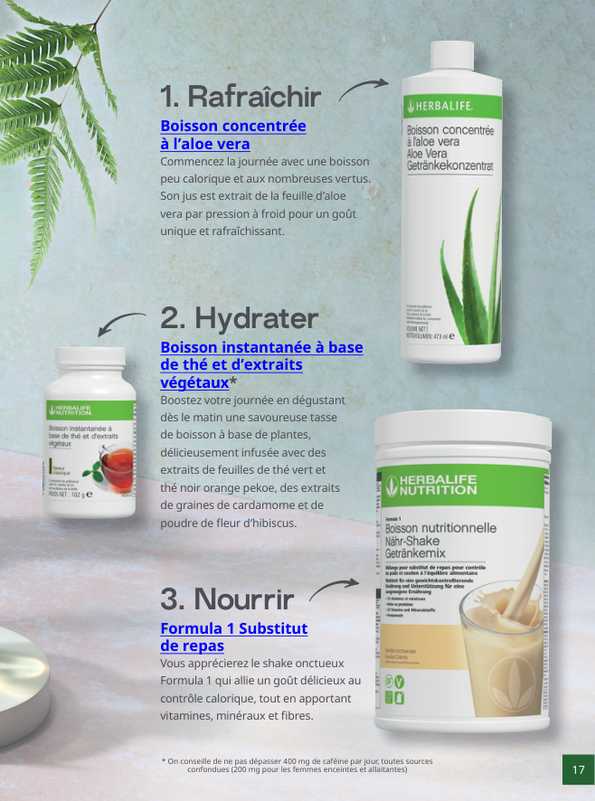 1. Rafraîchir
Boisson concentrée
à l'aloe vera
Commencez la journée avec une boisson
peu calorique et aux nombreuses vertus.
Son jus est extrait de la feuille d'aloe
vera par pression à froid pour un goût
unique et rafraîchissant.
HERBALIFE.
Boisson concentrée
à l'aloe vera
Aloe Vera
Getränkekonzentrat
473 ml e
2. Hydrater
Boisson instantanée à base
de thé et d'extraits
végétaux*
Boostez votre journée en dégustant
dès le matin une savoureuse tasse
de boisson à base de plantes,
délicieusement infusée avec des
extraits de feuilles de thé vert et
thé noir orange pekoe, des extraits
de graines de cardamome et de
poudre de fleur d'hibiscus.
HERBALIFE
NUTRITION
Boisson instantanée à
base de thé et d'extraits
végétaux
POIDS NET : 102 g e
HERBALIFE
NUTRITION
Formula 1
Boisson nutritionnelle
Nähr-Shake
Getränkemix
3. Nourrir
Formula 1 Substitut
de repas
Vous apprécierez le shake onctueux
Formula 1 qui allie un goût délicieux au
contrôle calorique, tout en apportant
vitamines, minéraux et fibres.
* On conseille de ne pas dépasser 400 mg de caféine par jour, toutes sources
confondues (200 mg pour les femmes enceintes et allaitantes)
17